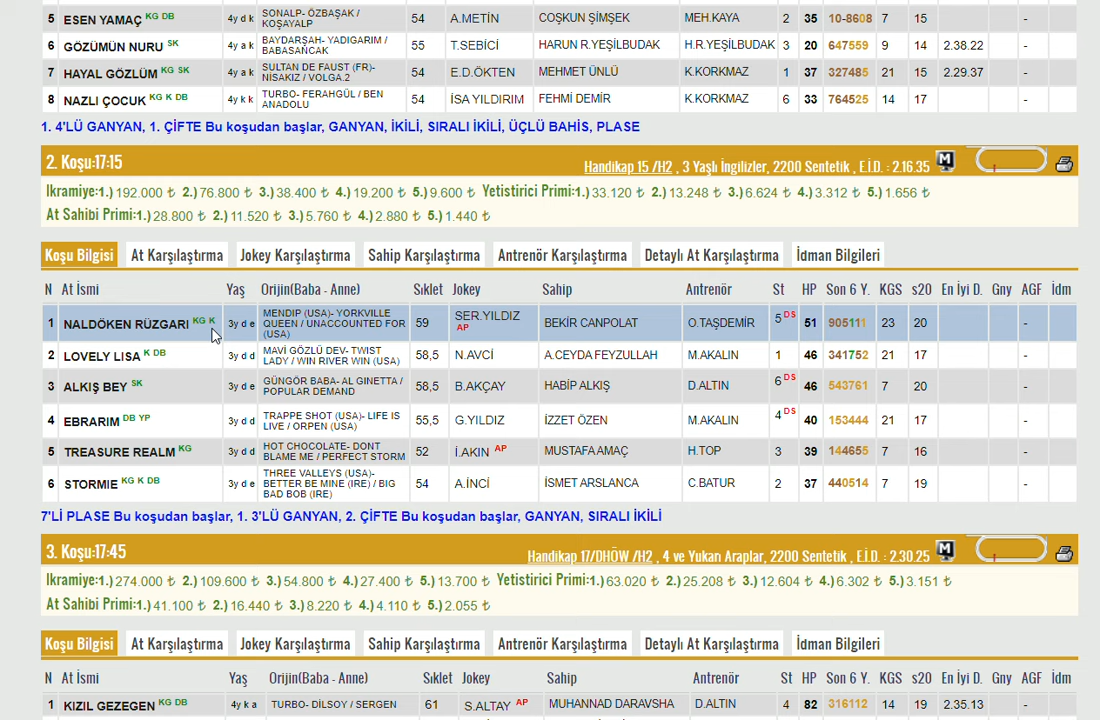 5 ESEN YAMAÇ KG DB 4y d k SONALP- ÖZBAŞAK / KOŞAYALP 54 A.METİN COŞKUN ŞİMŞEK MEH.KAYA 2 35 10-8608 7 15 -
6 GÖZÜMÜN NURU SK 4y a k BAYDARŞAH- YADIGARIM / BABASANCAK 55 T.SEBİCİ HARUN R.YEŞİLBUDAK H.R.YEŞİLBUDAK 3 20 647559 9 14 2.38.22 -
7 HAYAL GÖZLÜM KG SK 4y a k SULTAN DE FAUST (FR)- NİSAKIZ / VOLGA.2 54 E.D.ÖKTEN MEHMET ÜNLÜ K.KORKMAZ 1 37 327485 21 15 2.29.37 -
8 NAZLI ÇOCUK KG K DB 4y k k TURBO- FERAHGÜL / BEN ANADOLU 54 İSA YILDIRIM FEHMİ DEMİR K.KORKMAZ 6 33 764525 14 17 -
1. 4'LÜ GANYAN, 1. ÇİFTE Bu koşudan başlar, GANYAN, İKİLİ, SIRALI İKİLİ, ÜÇLÜ BAHİS, PLASE
2. Koşu:17:15 Handikap 15 /H2 , 3 Yaşlı İngilizler, 2200 Sentetik , E.İ.D. : 2.16.35 M
Ikramiye:1.) 192.000 ₺ 2.) 76.800 ₺ 3.) 38.400 ₺ 4.) 19.200 ₺ 5.) 9.600 ₺ Yetistirici Primi:1.) 33.120 ₺ 2.) 13.248 ₺ 3.) 6.624 ₺ 4.) 3.312 ₺ 5.) 1.656 ₺
At Sahibi Primi:1.) 28.800 ₺ 2.) 11.520 ₺ 3.) 5.760 ₺ 4.) 2.880 ₺ 5.) 1.440 ₺
Koşu Bilgisi At Karşılaştırma Jokey Karşılaştırma Sahip Karşılaştırma Antrenör Karşılaştırma Detaylı At Karşılaştırma İdman Bilgileri
N At İsmi Yaş Orijin(Baba - Anne) Sıklet Jokey Sahip Antrenör St HP Son 6 Y. KGS s20 En İyi D. Gny AGF İdm
1 NALDÖKEN RÜZGARI KG K 3y d e MENDIP (USA)- YORKVILLE QUEEN / UNACCOUNTED FOR (USA) 59 SER.YILDIZ AP BEKİR CANPOLAT O.TAŞDEMİR 5 DS 51 905111 23 20 -
2 LOVELY LISA K DB 3y d d MAVİ GÖZLÜ DEV- TWIST LADY / WIN RIVER WIN (USA) 58,5 N.AVCİ A.CEYDA FEYZULLAH M.AKALIN 1 46 341752 21 17 -
3 ALKIŞ BEY SK 3y d e GÜNGÖR BABA- AL GINETTA / POPULAR DEMAND 58,5 B.AKÇAY HABİP ALKIŞ D.ALTIN 6 DS 46 543761 7 20 -
4 EBRARIM DB YP 3y d d TRAPPE SHOT (USA)- LIFE IS LIVE / ORPEN (USA) 55,5 G.YILDIZ İZZET ÖZEN M.AKALIN 4 DS 40 153444 21 17 -
5 TREASURE REALM KG 3y d d HOT CHOCOLATE- DONT BLAME ME / PERFECT STORM 52 İ.AKIN AP MUSTAFA AMAÇ H.TOP 3 39 144655 7 16 -
6 STORMIE KG K DB 3y d e THREE VALLEYS (USA)- BETTER BE MINE (IRE) / BIG BAD BOB (IRE) 54 A.İNCİ İSMET ARSLANCA C.BATUR 2 37 440514 7 19 -
7'Lİ PLASE Bu koşudan başlar, 1. 3'LÜ GANYAN, 2. ÇİFTE Bu koşudan başlar, GANYAN, SIRALI İKİLİ
3. Koşu:17:45 Handikap 17/DHÖW /H2 , 4 ve Yukarı Araplar, 2200 Sentetik , E.İ.D. : 2.30.25 M
Ikramiye:1.) 274.000 ₺ 2.) 109.600 ₺ 3.) 54.800 ₺ 4.) 27.400 ₺ 5.) 13.700 ₺ Yetistirici Primi:1.) 63.020 ₺ 2.) 25.208 ₺ 3.) 12.604 ₺ 4.) 6.302 ₺ 5.) 3.151 ₺
At Sahibi Primi:1.) 41.100 ₺ 2.) 16.440 ₺ 3.) 8.220 ₺ 4.) 4.110 ₺ 5.) 2.055 ₺
Koşu Bilgisi At Karşılaştırma Jokey Karşılaştırma Sahip Karşılaştırma Antrenör Karşılaştırma Detaylı At Karşılaştırma İdman Bilgileri
N At İsmi Yaş Orijin(Baba - Anne) Sıklet Jokey Sahip Antrenör St HP Son 6 Y. KGS s20 En İyi D. Gny AGF İdm
1 KIZIL GEZEGEN KG DB 4y k a TURBO- DİLSOY / SERGEN 61 S.ALTAY AP MUHANNAD DARAVSHA D.ALTIN 4 82 316112 14 19 2.35.13 -